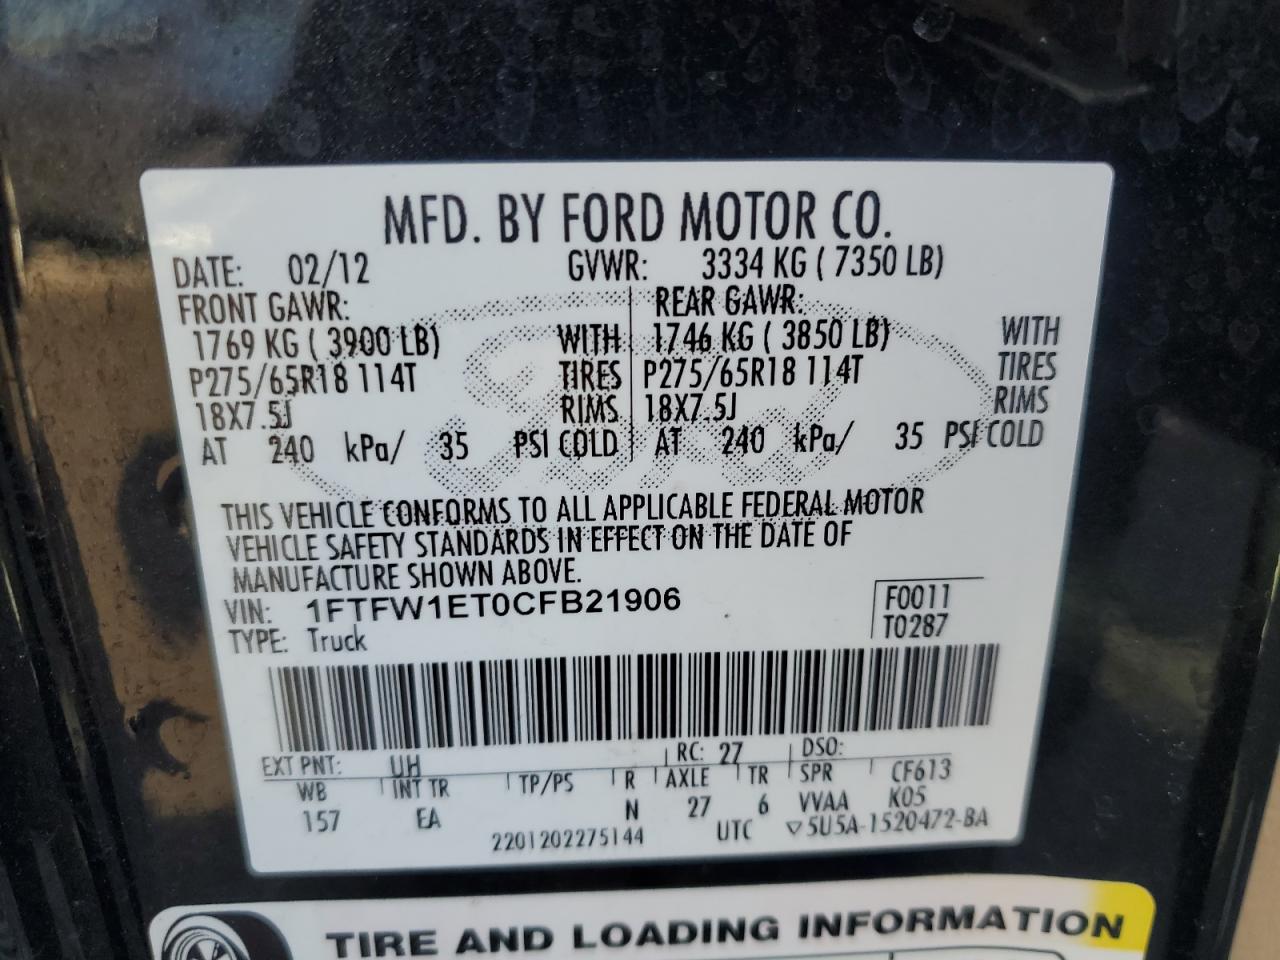 MFD. BY FORD MOTOR CO.
DATE: 02/12 GVWR: 3334 KG ( 7350 LB)
FRONT GAWR: REAR GAWR:
1769 KG ( 3900 LB) WITH 1746 KG ( 3850 LB) WITH
P275/65R18 114T TIRES P275/65R18 114T TIRES
18X7.5J RIMS 18X7.5J RIMS
AT 240 kPa/ 35 PSI COLD AT 240 kPa/ 35 PSI COLD
THIS VEHICLE CONFORMS TO ALL APPLICABLE FEDERAL MOTOR
VEHICLE SAFETY STANDARDS IN EFFECT ON THE DATE OF
MANUFACTURE SHOWN ABOVE.
VIN: 1FTFW1ET0CFB21906 F0011
TYPE: Truck T0287
EXT PNT: UH RC: 27 DSO:
WB INT TR TP/PS R AXLE TR SPR CF613
157 EA N 27 6 VVAA K05
2201202275144 UTC ▽5U5A-1520472-BA
TIRE AND LOADING INFORMATION